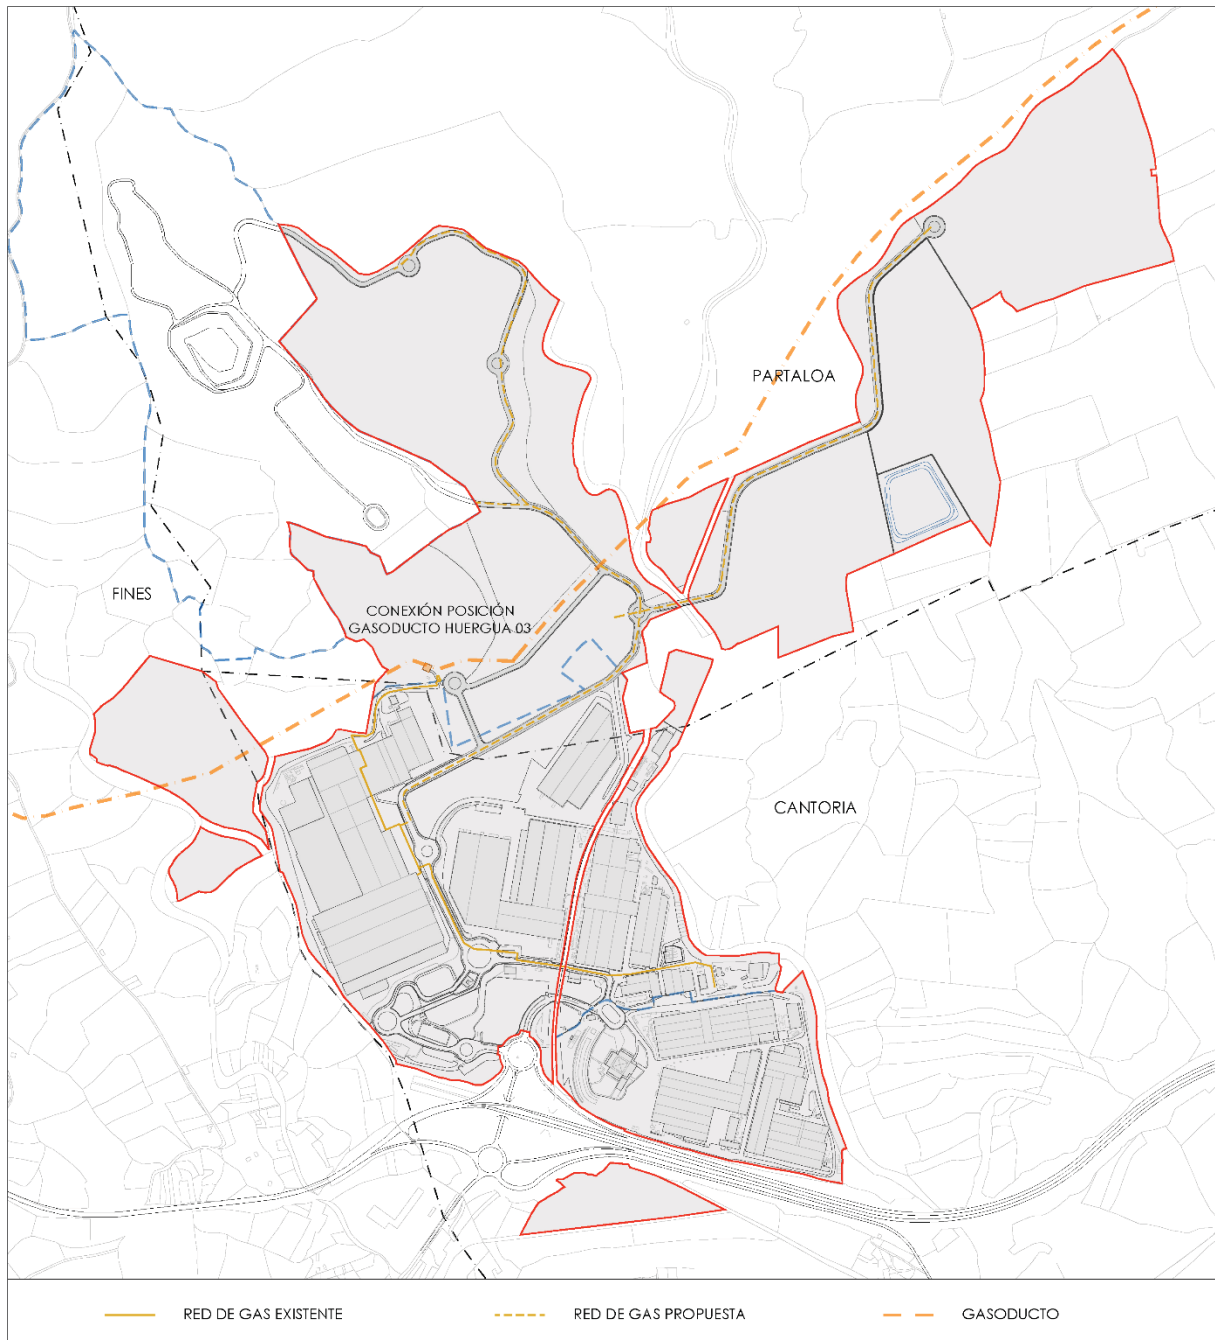 PARTALOA
FINES
CONEXIÓN POSICIÓN
GASODUCTO HUERGUA 03
CANTORIA
RED DE GAS EXISTENTE
RED DE GAS PROPUESTA
GASODUCTO